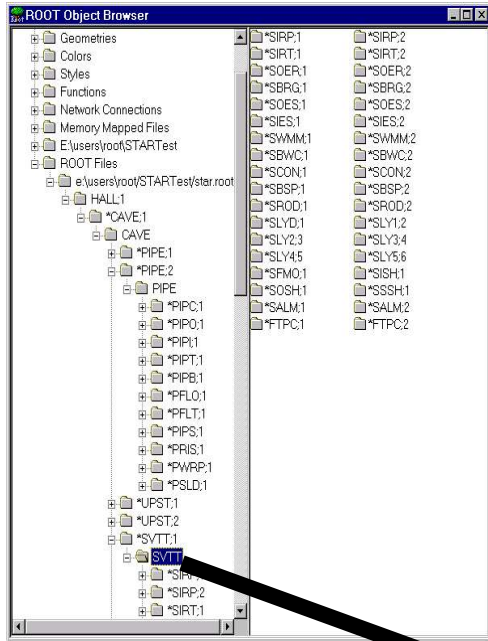 ROOT Object Browser
Geometries
Colors
Styles
Functions
Network Connections
Memory Mapped Files
E:\users\root\STARTest
ROOT Files
e:\users\root/STARTest/star.root
HALL;1
*CAVE;1
CAVE
*PIPE;1
*PIPE;2
PIPE
*PIPC;1
*PIPO;1
*PIPI;1
*PIPT;1
*PIPB;1
*PFLO;1
*PFLT;1
*PIPS;1
*PRIS;1
*PWRP;1
*PSLD;1
*UPST;1
*UPST;2
*SVTT;1
SVTT
*SIRP;2
*SIRT;1
*SIRP;1 *SIRP;2
*SIRT;1 *SIRT;2
*SOER;1 *SOER;2
*SBRG;1 *SBRG;2
*SOES;1 *SOES;2
*SIES;1 *SIES;2
*SWMM;1 *SWMM;2
*SBWC;1 *SBWC;2
*SCON;1 *SCON;2
*SBSP;1 *SBSP;2
*SROD;1 *SROD;2
*SLYD;1 *SLY1;2
*SLY2;3 *SLY3;4
*SLY4;5 *SLY5;6
*SFMO;1 *SISH;1
*SOSH;1 *SSSH;1
*SALM;1 *SALM;2
*FTPC;1 *FTPC;2